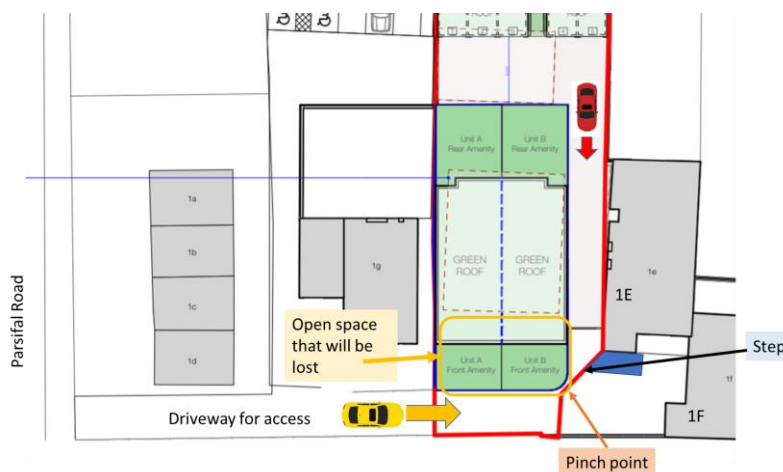 Unit A
Rear Amenity
Unit B
Rear Amenity
1a
1b
1c
1d
1g
GREEN
ROOF
GREEN
ROOF
1e
1E
Parsifal Road
Open space
that will be
lost
Unit A
Front Amenity
Unit B
Front Amenity
Step
1f
1F
Driveway for access
Pinch point